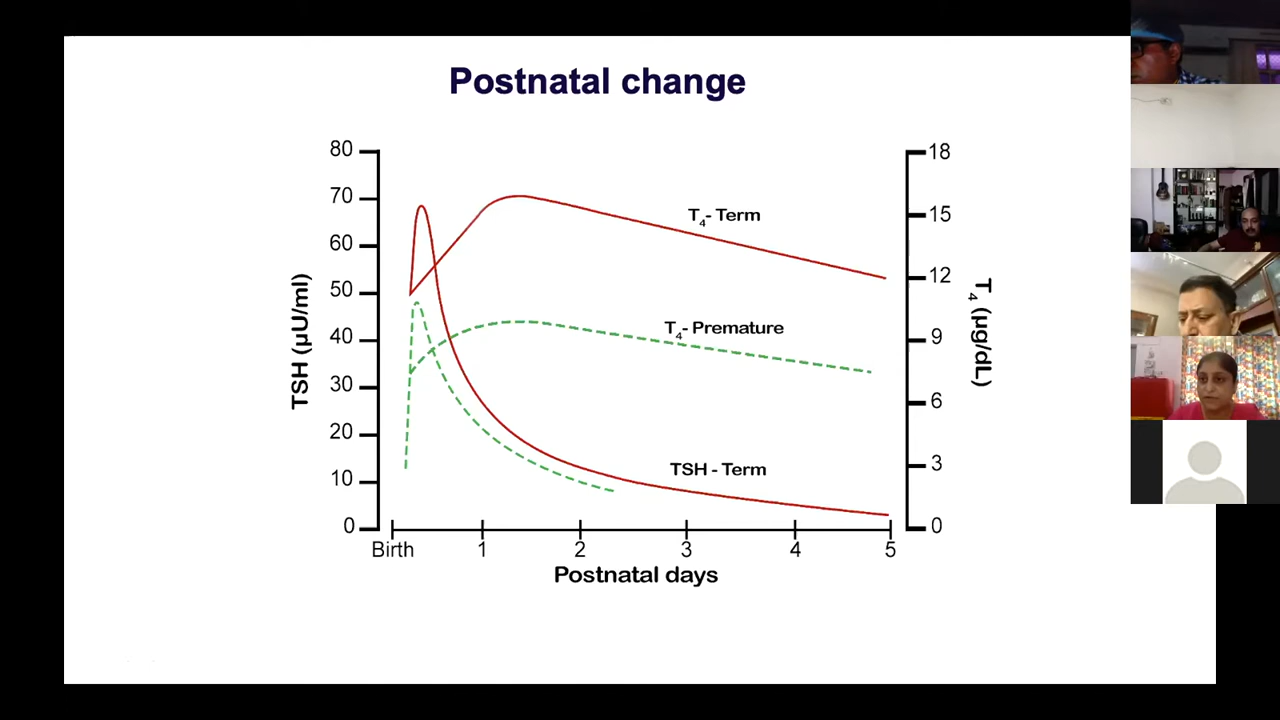 Postnatal change
80
70
60
50
40
30
20
10
0
TSH (µU/ml)
18
15
12
9
6
3
0
T4 (µg/dL)
T4- Term
T4- Premature
TSH - Term
Birth 1 2 3 4 5
Postnatal days